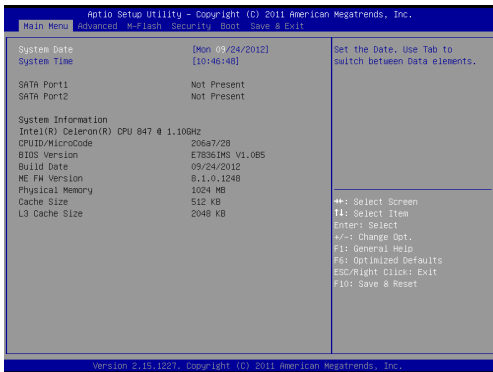 Aptio Setup Utility – Copyright (C) 2011 American Megatrends, Inc.
Main Menu Advanced M-Flash Security Boot Save & Exit
System Date [Mon 09/24/2012]
System Time [10:46:48]
SATA Port1 Not Present
SATA Port2 Not Present
System Information
Intel(R) Celeron(R) CPU 847 @ 1.10GHz
CPUID/MicroCode 206a7/28
BIOS Version E7836IMS V1.0B5
Build Date 09/24/2012
ME FW Version 8.1.0.1248
Physical Memory 1024 MB
Cache Size 512 KB
L3 Cache Size 2048 KB
Set the Date. Use Tab to
switch between Data elements.
→←: Select Screen
↑↓: Select Item
Enter: Select
+/-: Change Opt.
F1: General Help
F6: Optimized Defaults
ESC/Right Click: Exit
F10: Save & Reset
Version 2.15.1227. Copyright (C) 2011 American Megatrends, Inc.